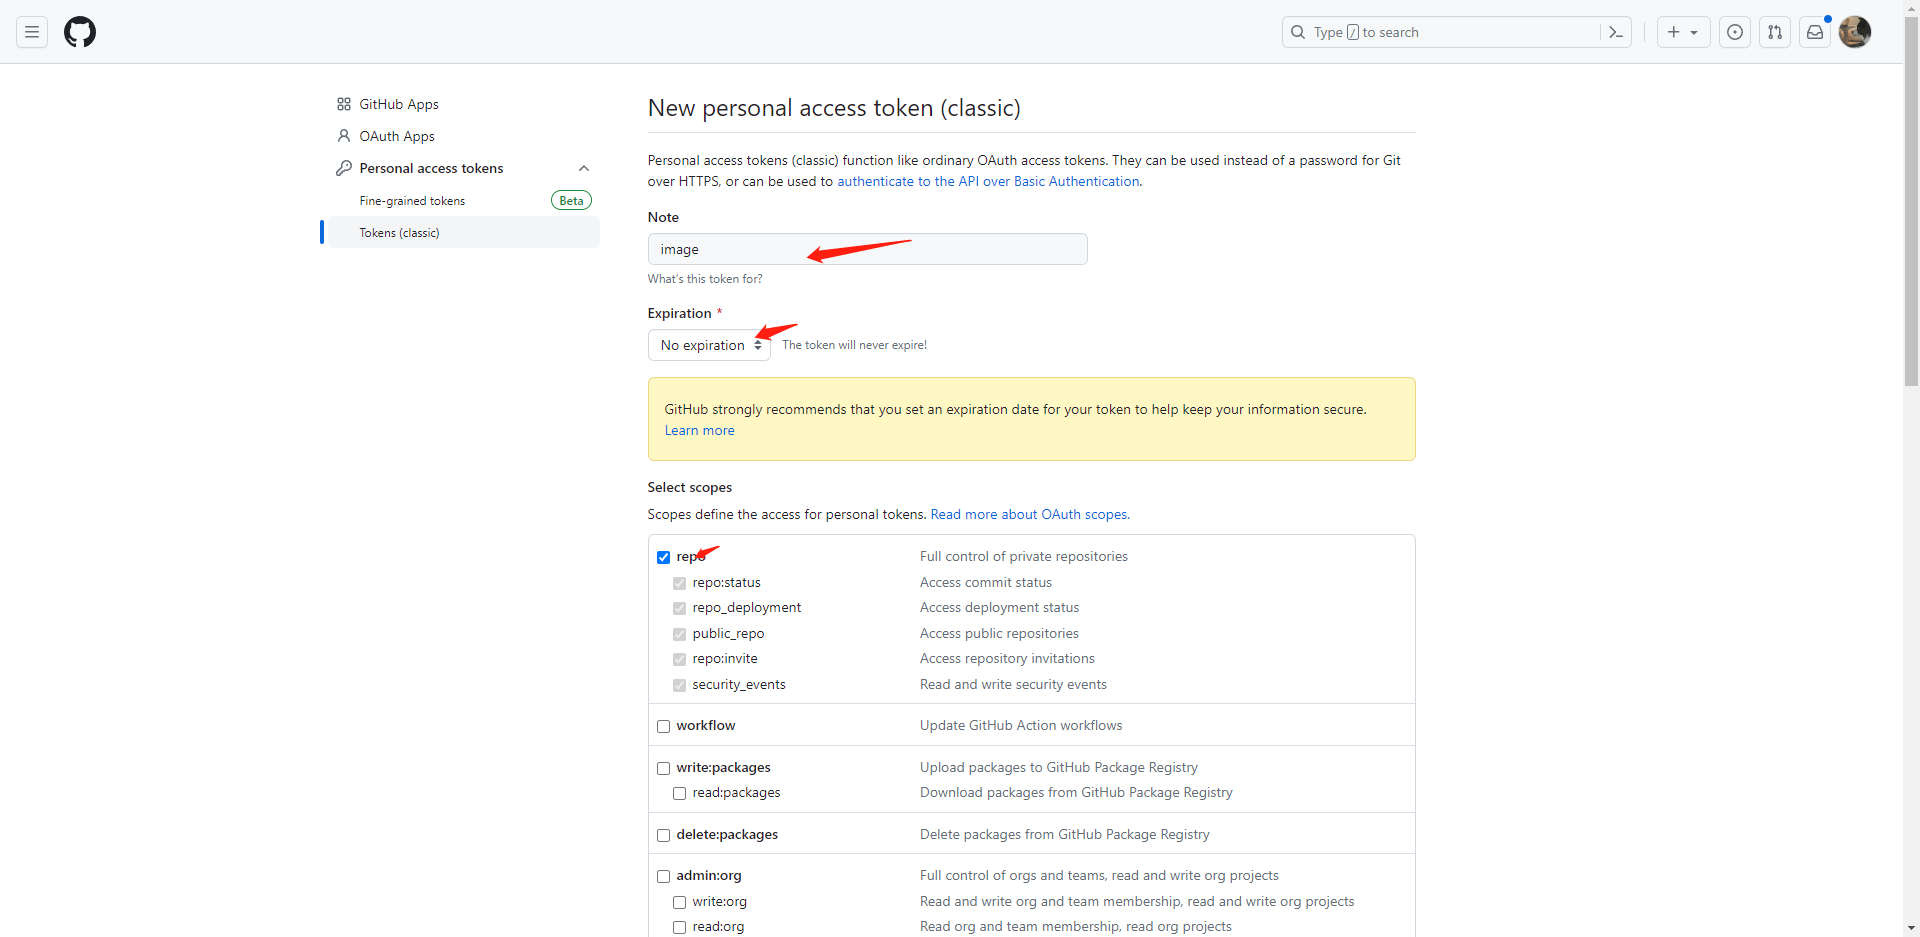 Type / to search
GitHub Apps
OAuth Apps
Personal access tokens
Fine-grained tokens
Beta
Tokens (classic)
New personal access token (classic)
Personal access tokens (classic) function like ordinary OAuth access tokens. They can be used instead of a password for Git
over HTTPS, or can be used to authenticate to the API over Basic Authentication.
Note
image
What's this token for?
Expiration *
No expiration
The token will never expire!
GitHub strongly recommends that you set an expiration date for your token to help keep your information secure.
Learn more
Select scopes
Scopes define the access for personal tokens. Read more about OAuth scopes.
repo Full control of private repositories
repo:status Access commit status
repo_deployment Access deployment status
public_repo Access public repositories
repo:invite Access repository invitations
security_events Read and write security events
workflow Update GitHub Action workflows
write:packages Upload packages to GitHub Package Registry
read:packages Download packages from GitHub Package Registry
delete:packages Delete packages from GitHub Package Registry
admin:org Full control of orgs and teams, read and write org projects
write:org Read and write org and team membership, read and write org projects
read:org Read org and team membership, read org projects